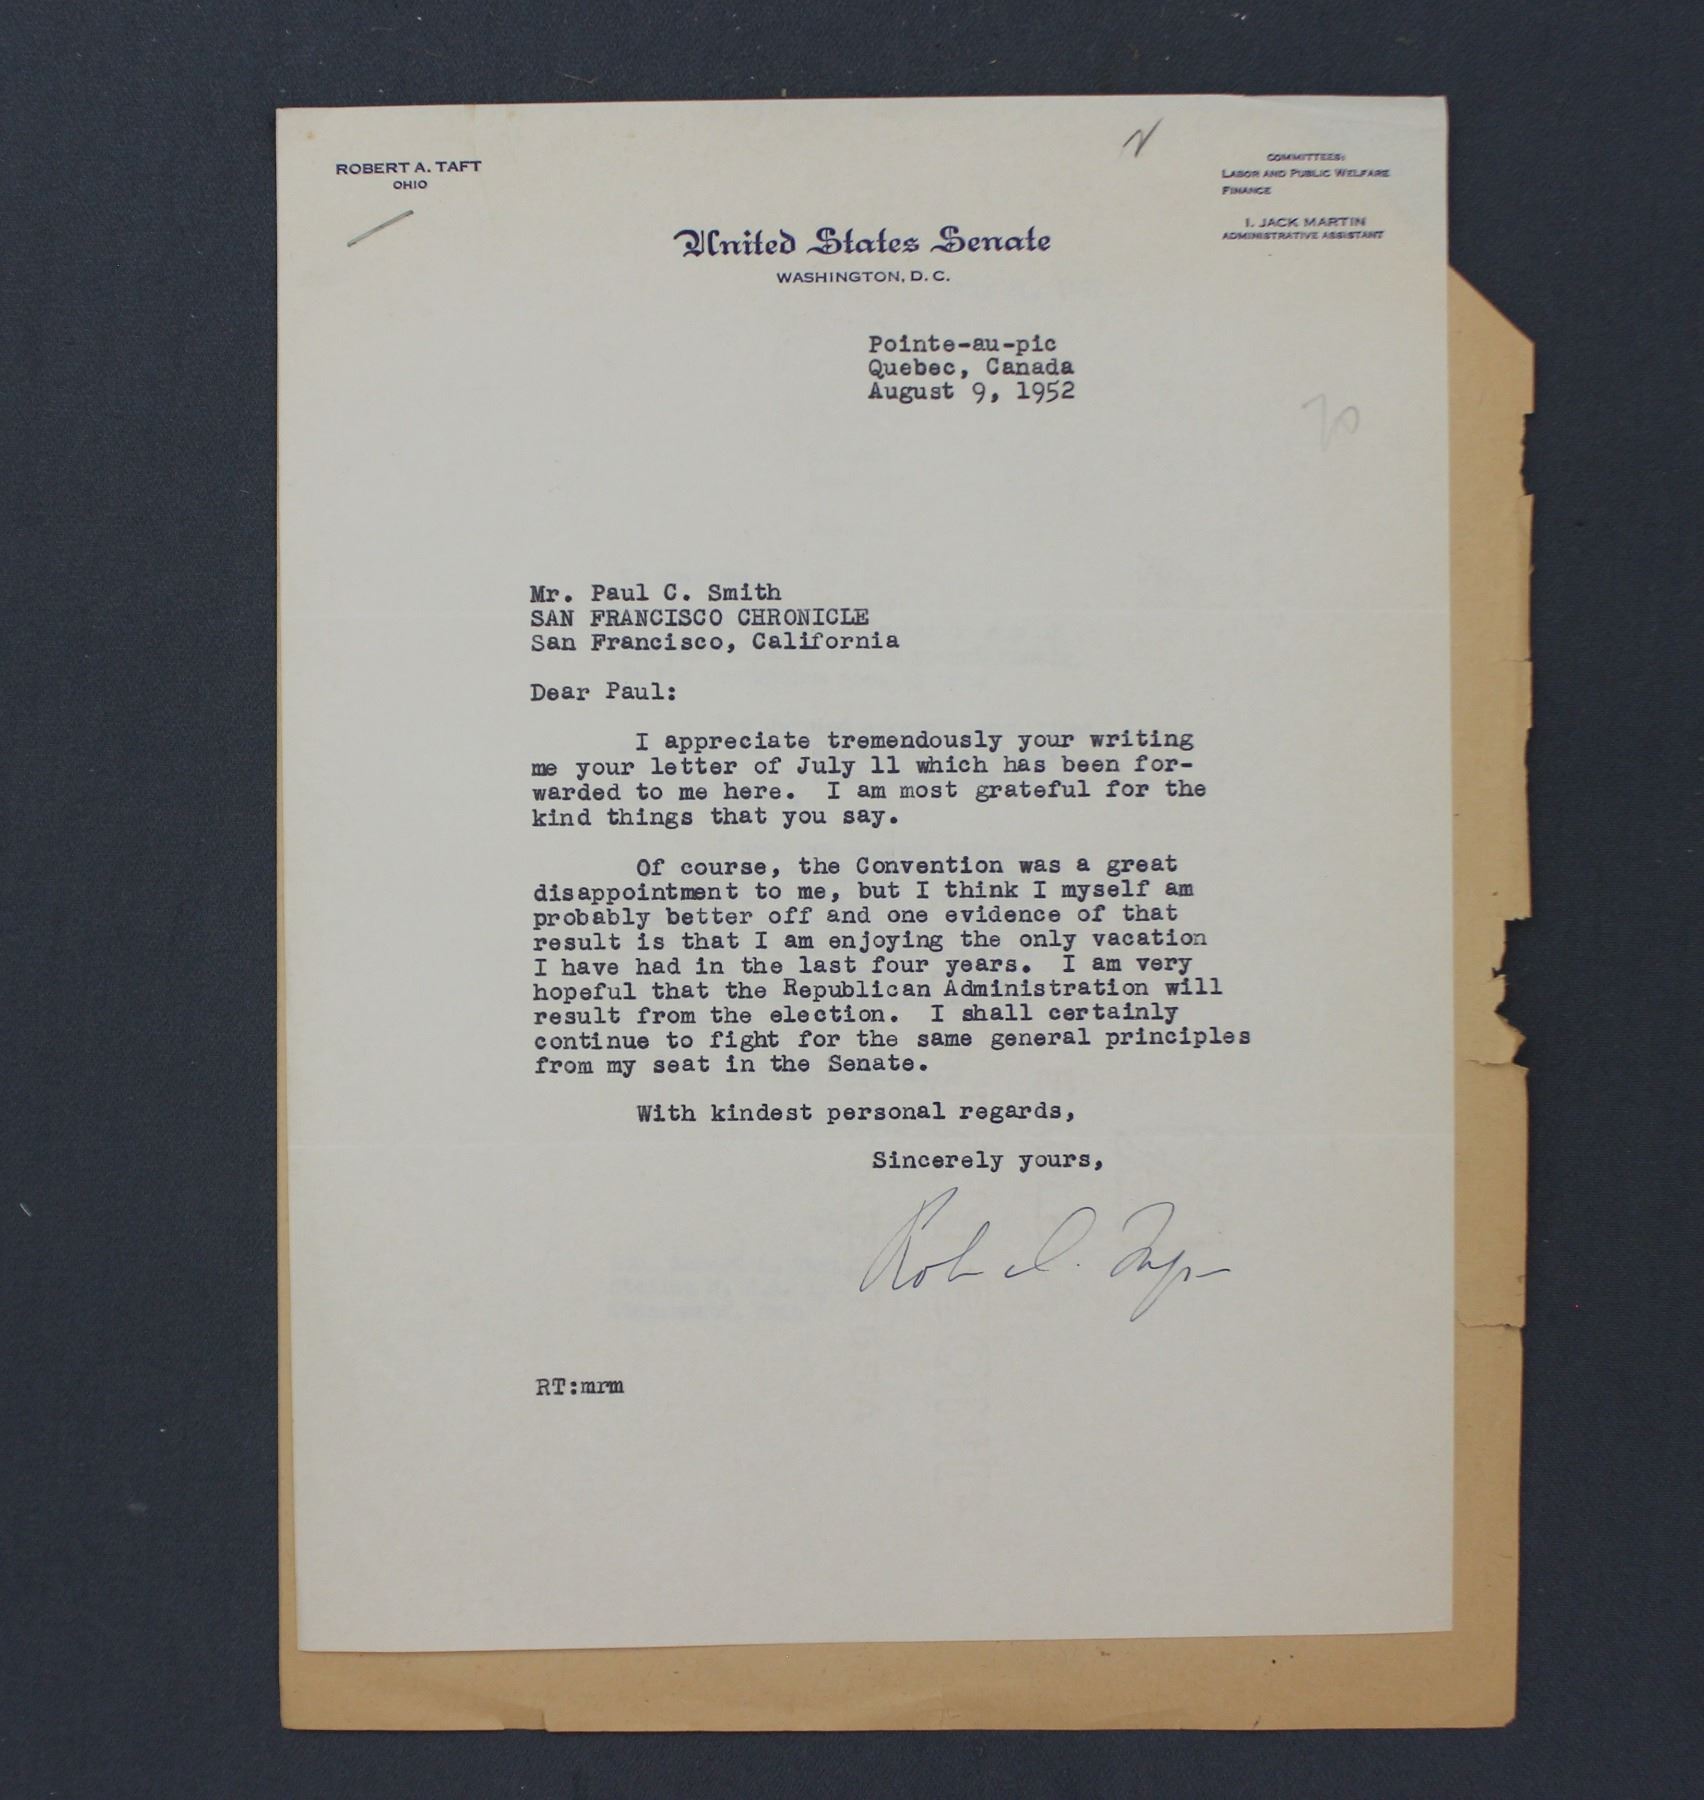 ROBERT A. TAFT
OHIO
COMMITTEES:
LABOR AND PUBLIC WELFARE
FINANCE
I. JACK MARTIN
ADMINISTRATIVE ASSISTANT
United States Senate
WASHINGTON, D. C.
Pointe-au-pic
Quebec, Canada
August 9, 1952
20
Mr. Paul C. Smith
SAN FRANCISCO CHRONICLE
San Francisco, California
Dear Paul:
I appreciate tremendously your writing
me your letter of July 11 which has been for-
warded to me here. I am most grateful for the
kind things that you say.
Of course, the Convention was a great
disappointment to me, but I think I myself am
probably better off and one evidence of that
result is that I am enjoying the only vacation
I have had in the last four years. I am very
hopeful that the Republican Administration will
result from the election. I shall certainly
continue to fight for the same general principles
from my seat in the Senate.
With kindest personal regards,
Sincerely yours,
Robert A. Taft
RT:mrm